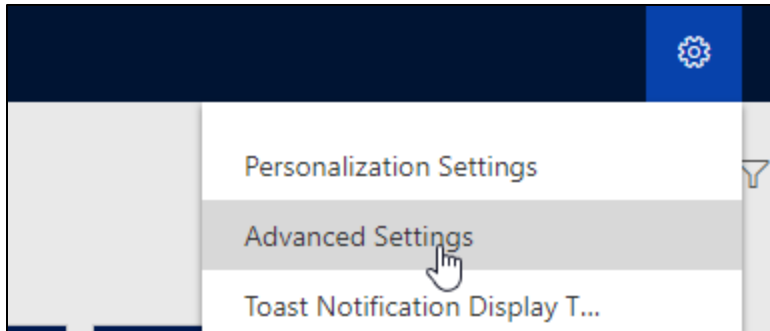 Personalization Settings
Advanced Settings
Toast Notification Display T...